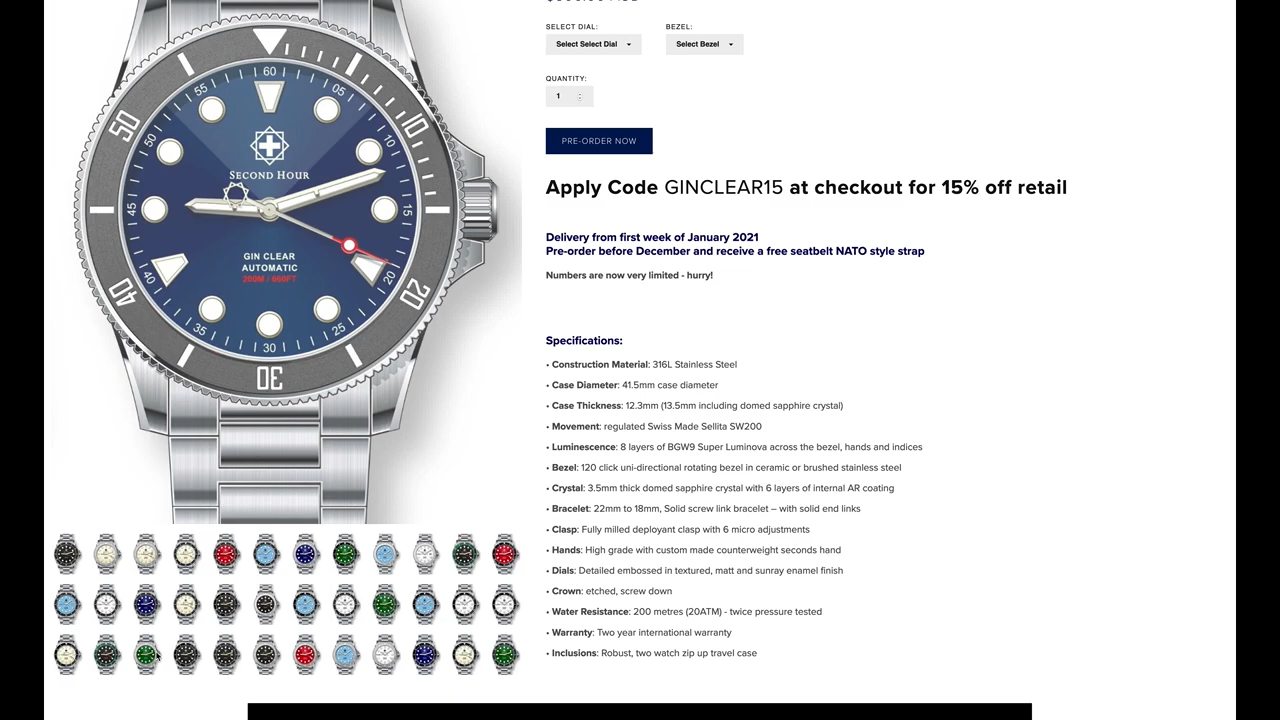 SELECT DIAL:
BEZEL:
Select Select Dial
Select Bezel
QUANTITY:
1
PRE-ORDER NOW
Apply Code GINCLEAR15 at checkout for 15% off retail
Delivery from first week of January 2021
Pre-order before December and receive a free seatbelt NATO style strap
Numbers are now very limited - hurry!
Specifications:
• Construction Material: 316L Stainless Steel
• Case Diameter: 41.5mm case diameter
• Case Thickness: 12.3mm (13.5mm including domed sapphire crystal)
• Movement: regulated Swiss Made Sellita SW200
• Luminescence: 8 layers of BGW9 Super Luminova across the bezel, hands and indices
• Bezel: 120 click uni-directional rotating bezel in ceramic or brushed stainless steel
• Crystal: 3.5mm thick domed sapphire crystal with 6 layers of internal AR coating
• Bracelet: 22mm to 18mm, Solid screw link bracelet – with solid end links
• Clasp: Fully milled deployant clasp with 6 micro adjustments
• Hands: High grade with custom made counterweight seconds hand
• Dials: Detailed embossed in textured, matt and sunray enamel finish
• Crown: etched, screw down
• Water Resistance: 200 metres (20ATM) - twice pressure tested
• Warranty: Two year international warranty
• Inclusions: Robust, two watch zip up travel case
60
05
10
15
20
25
30
35
40
45
50
55
10
20
30
40
50
SECOND HOUR
GIN CLEAR
AUTOMATIC
200M / 660FT